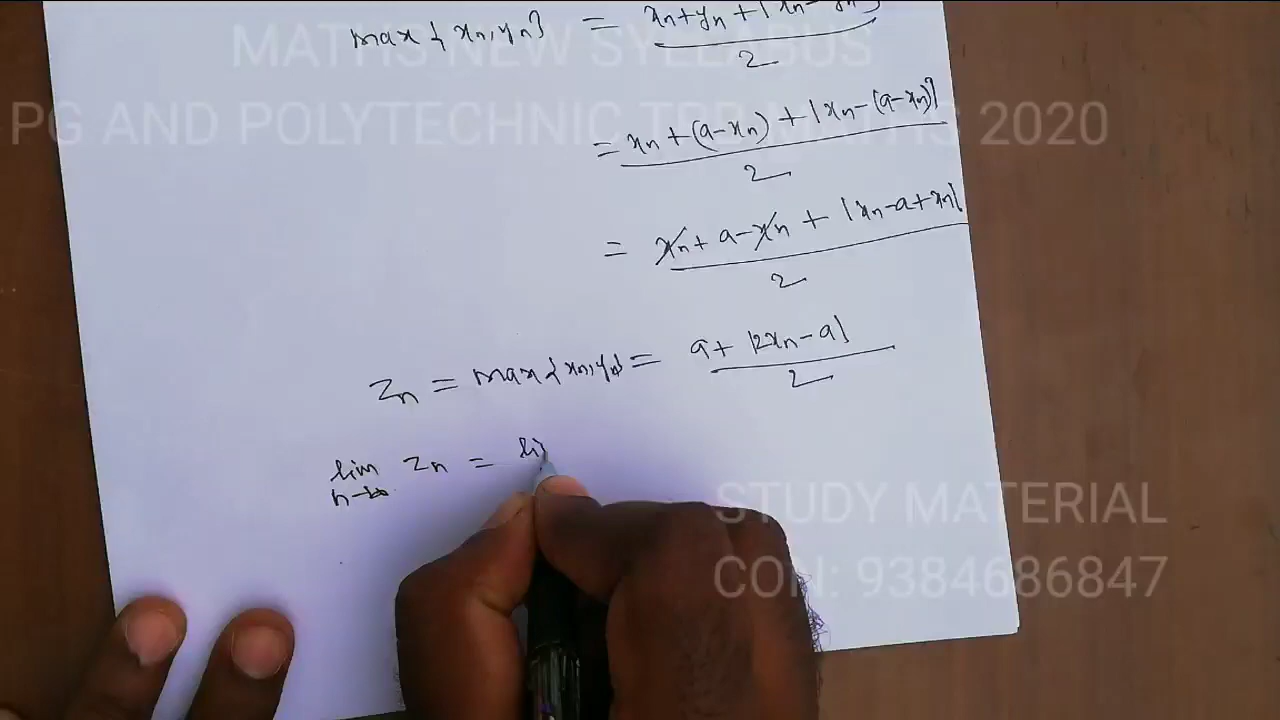 MATHS NEW SYLLABUS
max { xn, yn} = xn + yn + |xn - yn| / 2
PG AND POLYTECHNIC TRB MATHS 2020
= xn + (a - xn) + |xn - (a - xn)| / 2
= xn + a - xn + |xn - a + xn| / 2
Zn = max { xn, yn} = a + |2xn - a| / 2
lim n→∞ Zn = li
STUDY MATERIAL
CON: 9384686847